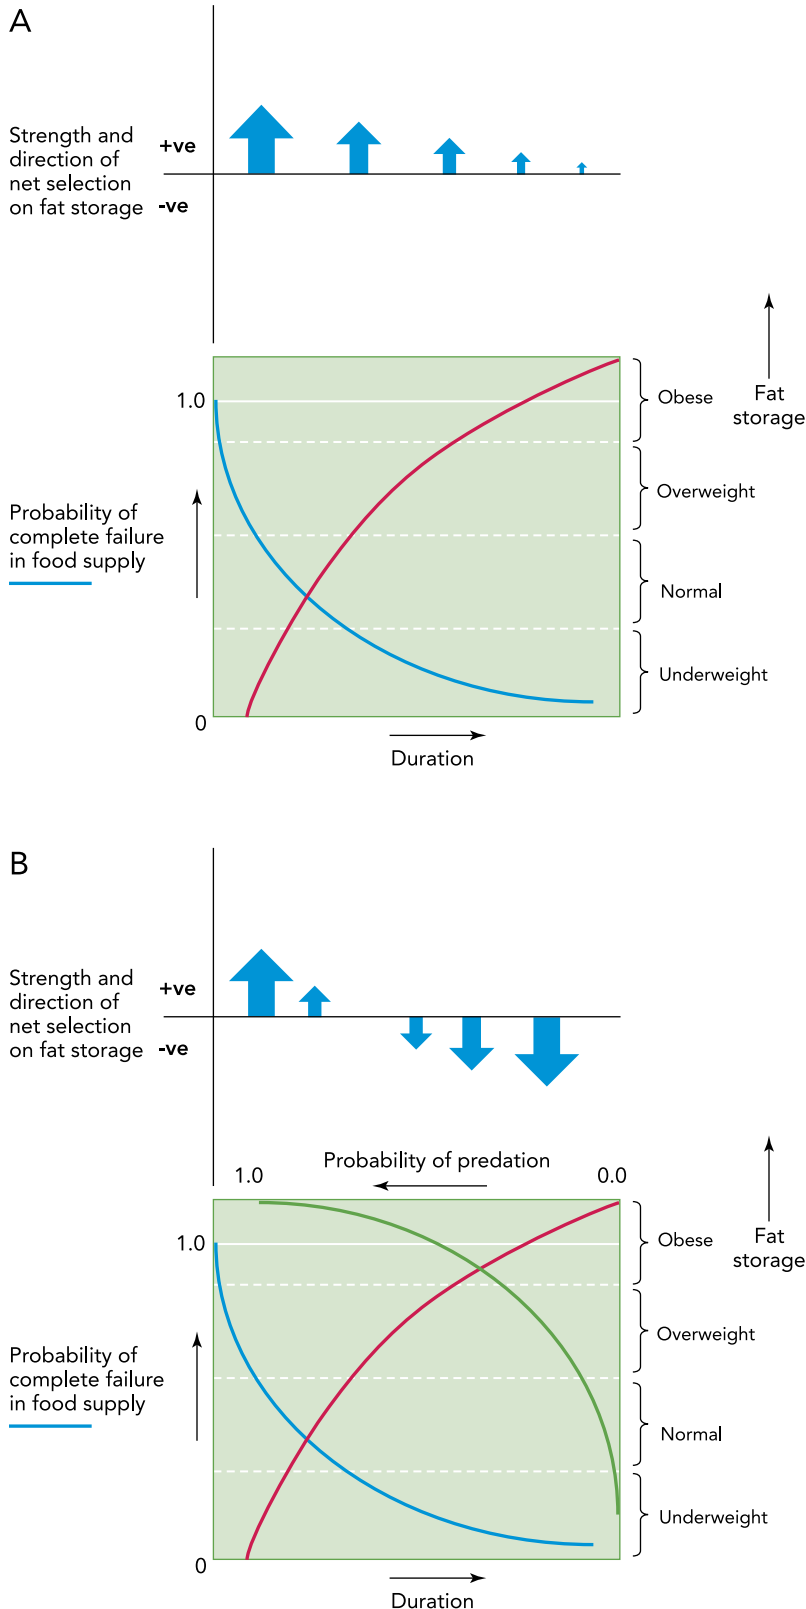 A
Strength and
direction of
net selection
on fat storage
+ve
-ve
1.0
Probability of
complete failure
in food supply
0
Duration
Obese
Overweight
Normal
Underweight
Fat
storage
B
Strength and
direction of
net selection
on fat storage
+ve
-ve
Probability of predation
1.0
0.0
1.0
Probability of
complete failure
in food supply
0
Duration
Obese
Overweight
Normal
Underweight
Fat
storage